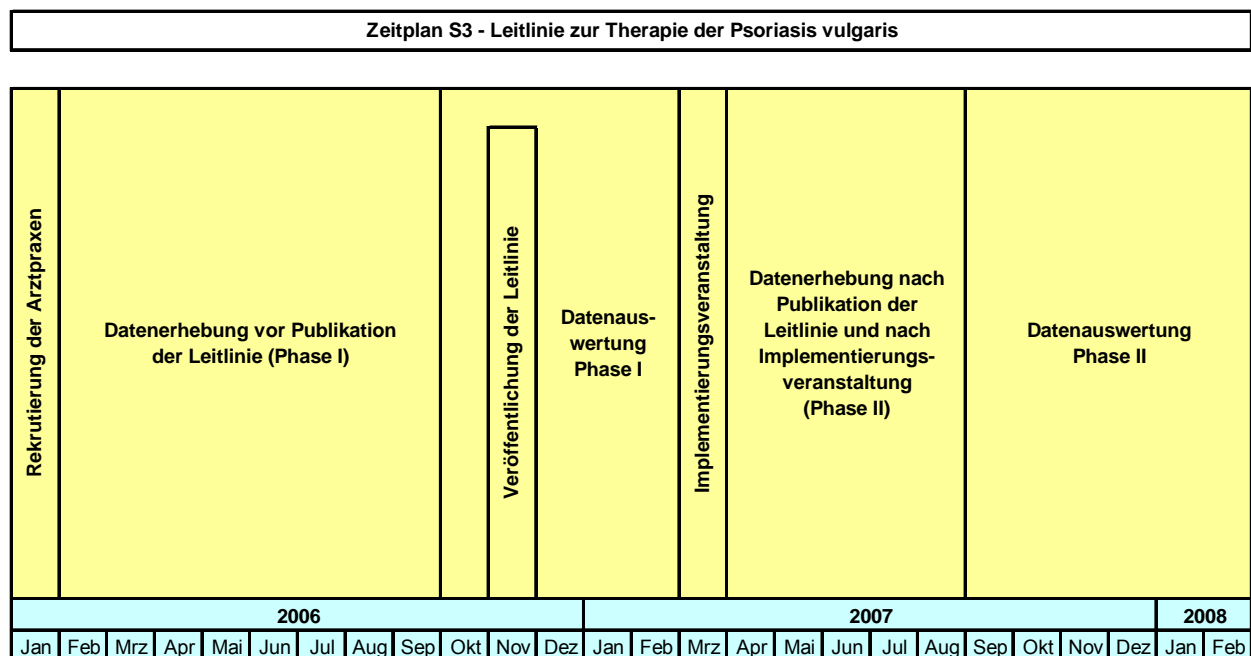 Zeitplan S3 - Leitlinie zur Therapie der Psoriasis vulgaris
Rekrutierung der Arztpraxen
Datenerhebung vor Publikation
der Leitlinie (Phase I)
Veröffentlichung der Leitlinie
Datenaus-
wertung
Phase I
Implementierungsveranstaltung
Datenerhebung nach
Publikation der
Leitlinie und nach
Implementierungs-
veranstaltung
(Phase II)
Datenauswertung
Phase II
2006 2007 2008
Jan Feb Mrz Apr Mai Jun Jul Aug Sep Okt Nov Dez Jan Feb Mrz Apr Mai Jun Jul Aug Sep Okt Nov Dez Jan Feb